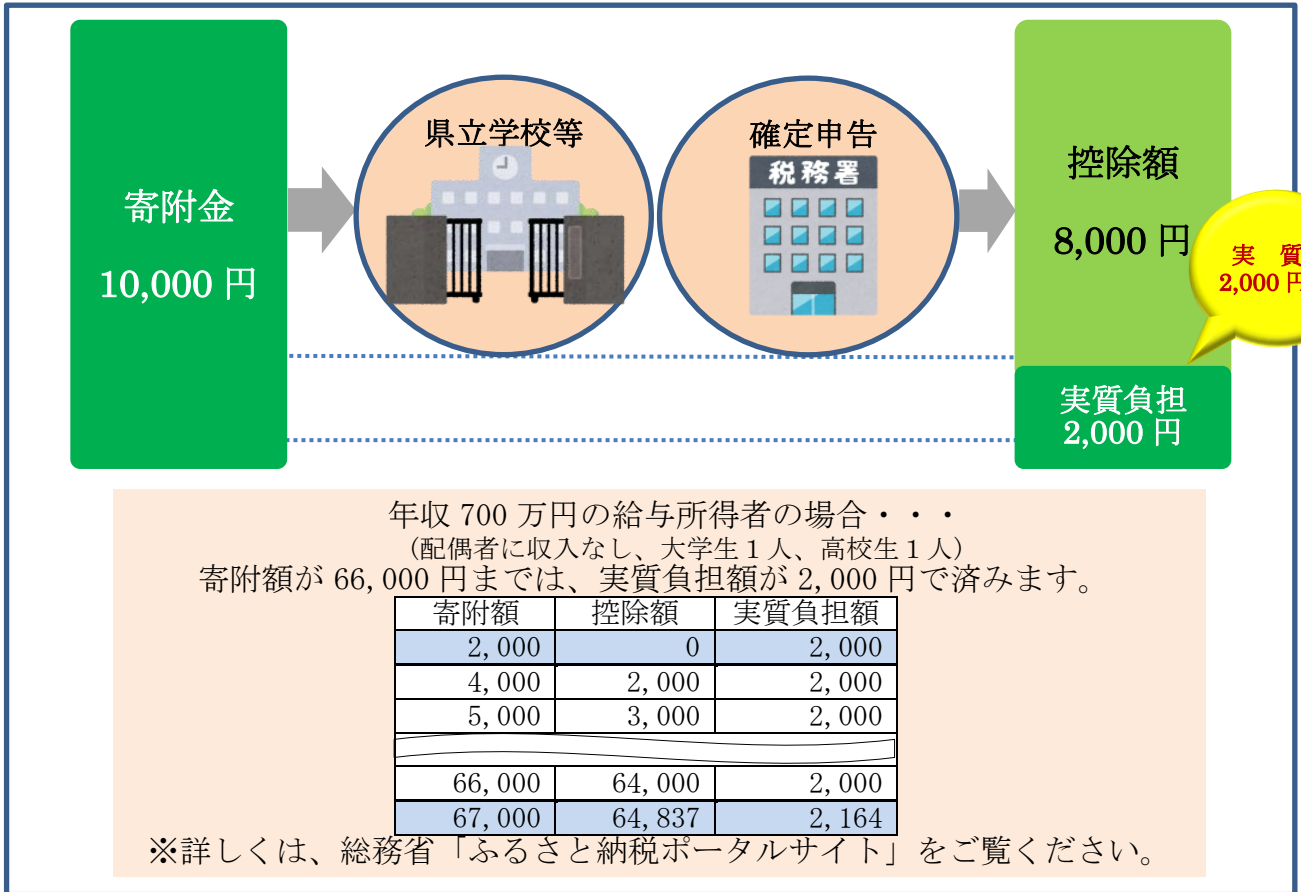 寄附金
10,000 円
県立学校等
確定申告
税務署
控除額
8,000 円
実 質
2,000 円
実質負担
2,000 円
年収 700 万円の給与所得者の場合・・・
（配偶者に収入なし、大学生１人、高校生１人）
寄附額が 66,000 円までは、実質負担額が 2,000 円で済みます。
寄附額 控除額 実質負担額
2,000 0 2,000
4,000 2,000 2,000
5,000 3,000 2,000
66,000 64,000 2,000
67,000 64,837 2,164
※詳しくは、総務省「ふるさと納税ポータルサイト」をご覧ください。